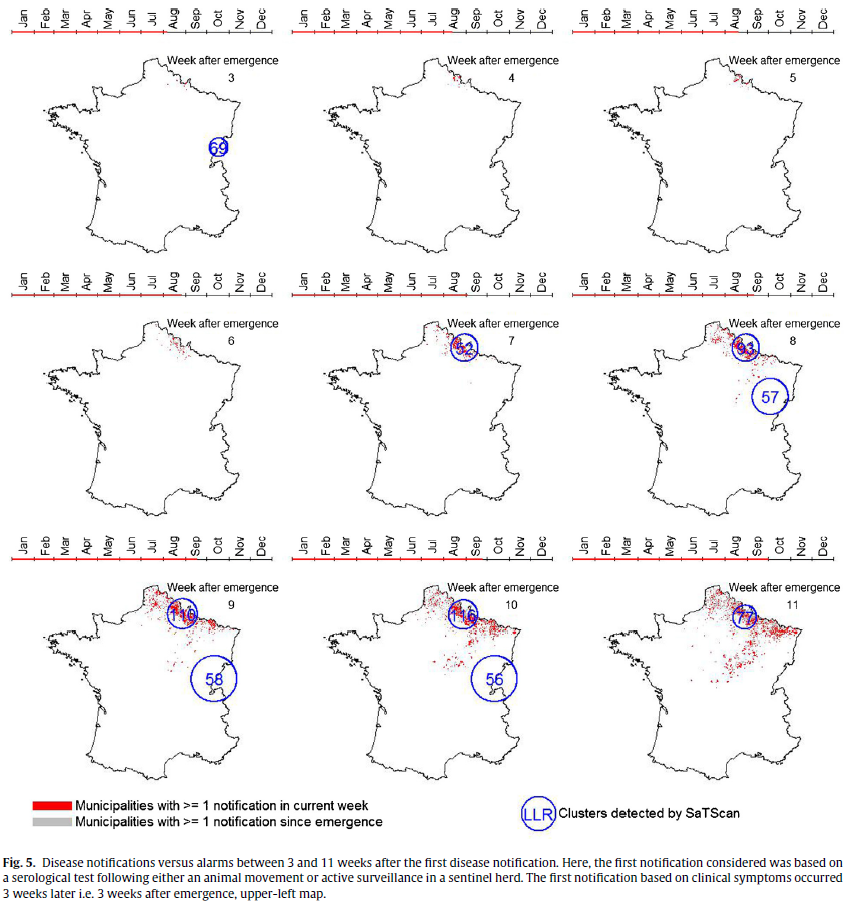 Jan Feb Mar Apr May Jun Jul Aug Sep Oct Nov Dec
Week after emergence
3
69
Jan Feb Mar Apr May Jun Jul Aug Sep Oct Nov Dec
Week after emergence
4
Jan Feb Mar Apr May Jun Jul Aug Sep Oct Nov Dec
Week after emergence
5
Jan Feb Mar Apr May Jun Jul Aug Sep Oct Nov Dec
Week after emergence
6
Jan Feb Mar Apr May Jun Jul Aug Sep Oct Nov Dec
Week after emergence
7
52
Jan Feb Mar Apr May Jun Jul Aug Sep Oct Nov Dec
Week after emergence
8
93
57
Jan Feb Mar Apr May Jun Jul Aug Sep Oct Nov Dec
Week after emergence
9
58
Jan Feb Mar Apr May Jun Jul Aug Sep Oct Nov Dec
Week after emergence
10
116
56
Jan Feb Mar Apr May Jun Jul Aug Sep Oct Nov Dec
Week after emergence
11
77
Municipalities with >= 1 notification in current week
Municipalities with >= 1 notification since emergence
LLR Clusters detected by SaTScan
Fig. 5. Disease notifications versus alarms between 3 and 11 weeks after the first disease notification. Here, the first notification considered was based on
a serological test following either an animal movement or active surveillance in a sentinel herd. The first notification based on clinical symptoms occurred
3 weeks later i.e. 3 weeks after emergence, upper-left map.